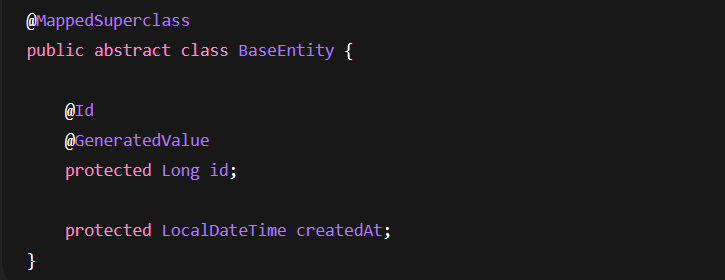 @MappedSuperclass
public abstract class BaseEntity {
@Id
@GeneratedValue
protected Long id;
protected LocalDateTime createdAt;
}